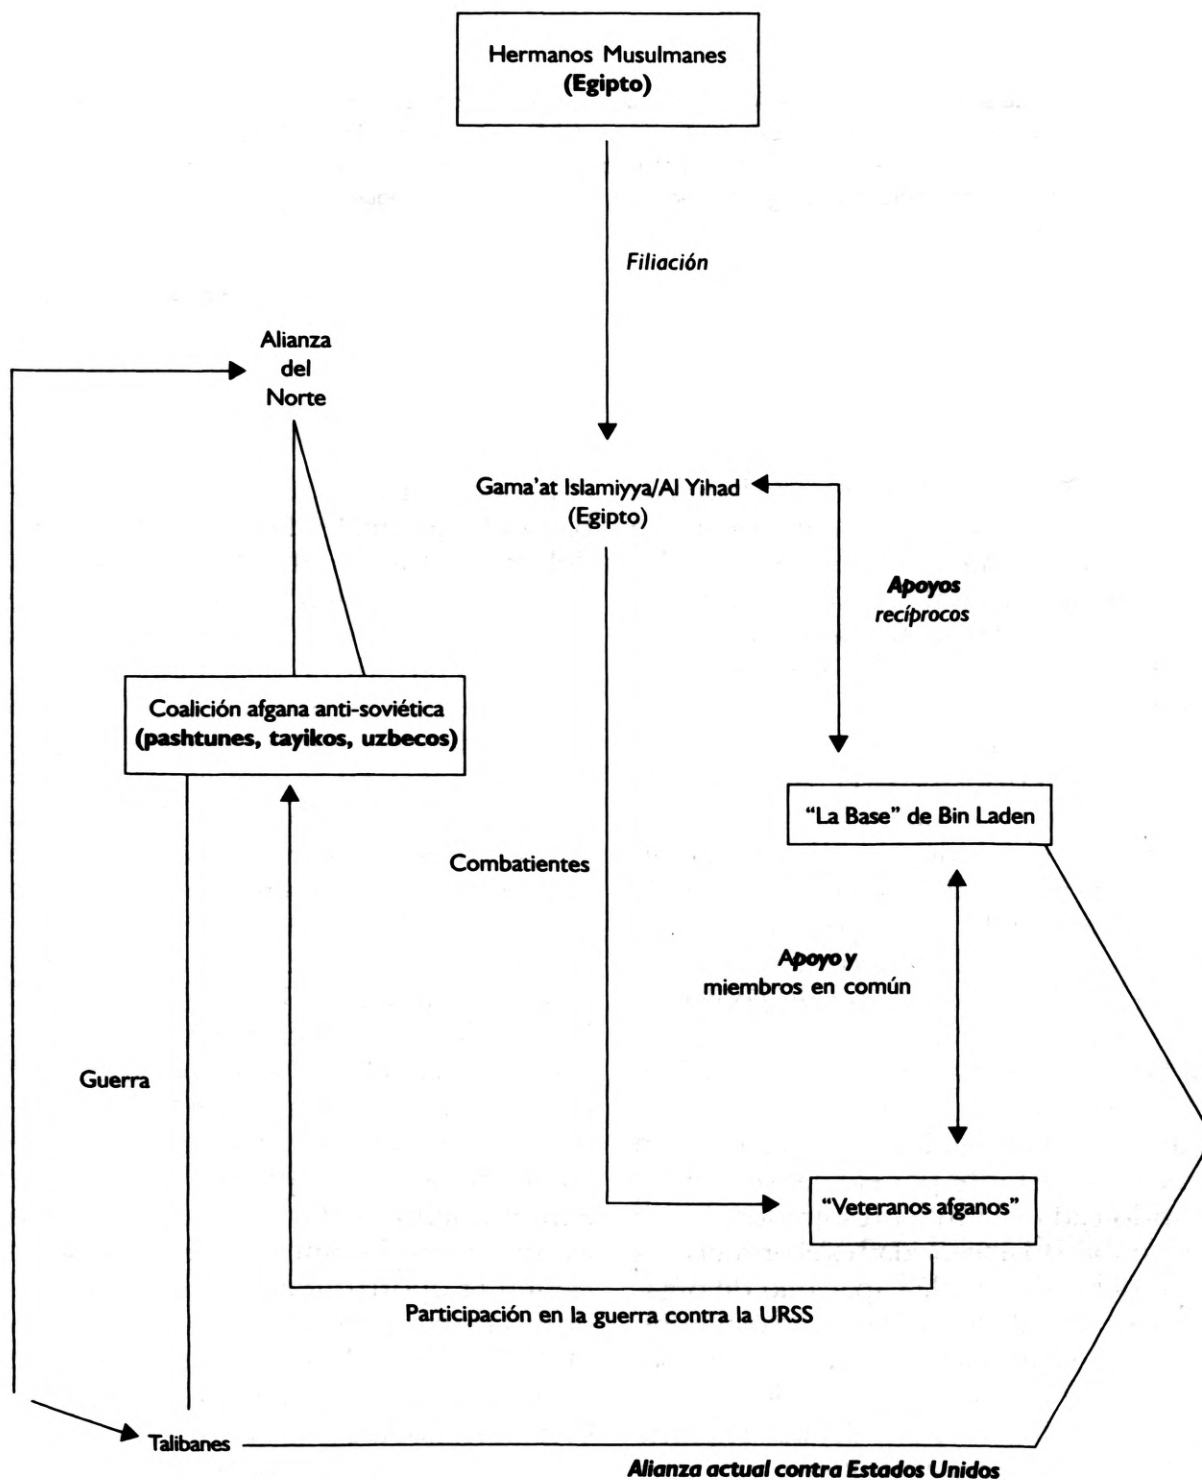 Hermanos Musulmanes
(Egipto)
Filiación
Alianza
del
Norte
Gama'at Islamiyya/Al Yihad
(Egipto)
Apoyos
recíprocos
Coalición afgana anti-soviética
(pashtunes, tayikos, uzbecos)
"La Base" de Bin Laden
Combatientes
Apoyo y
miembros en común
Guerra
"Veteranos afganos"
Participación en la guerra contra la URSS
Talibanes
Alianza actual contra Estados Unidos